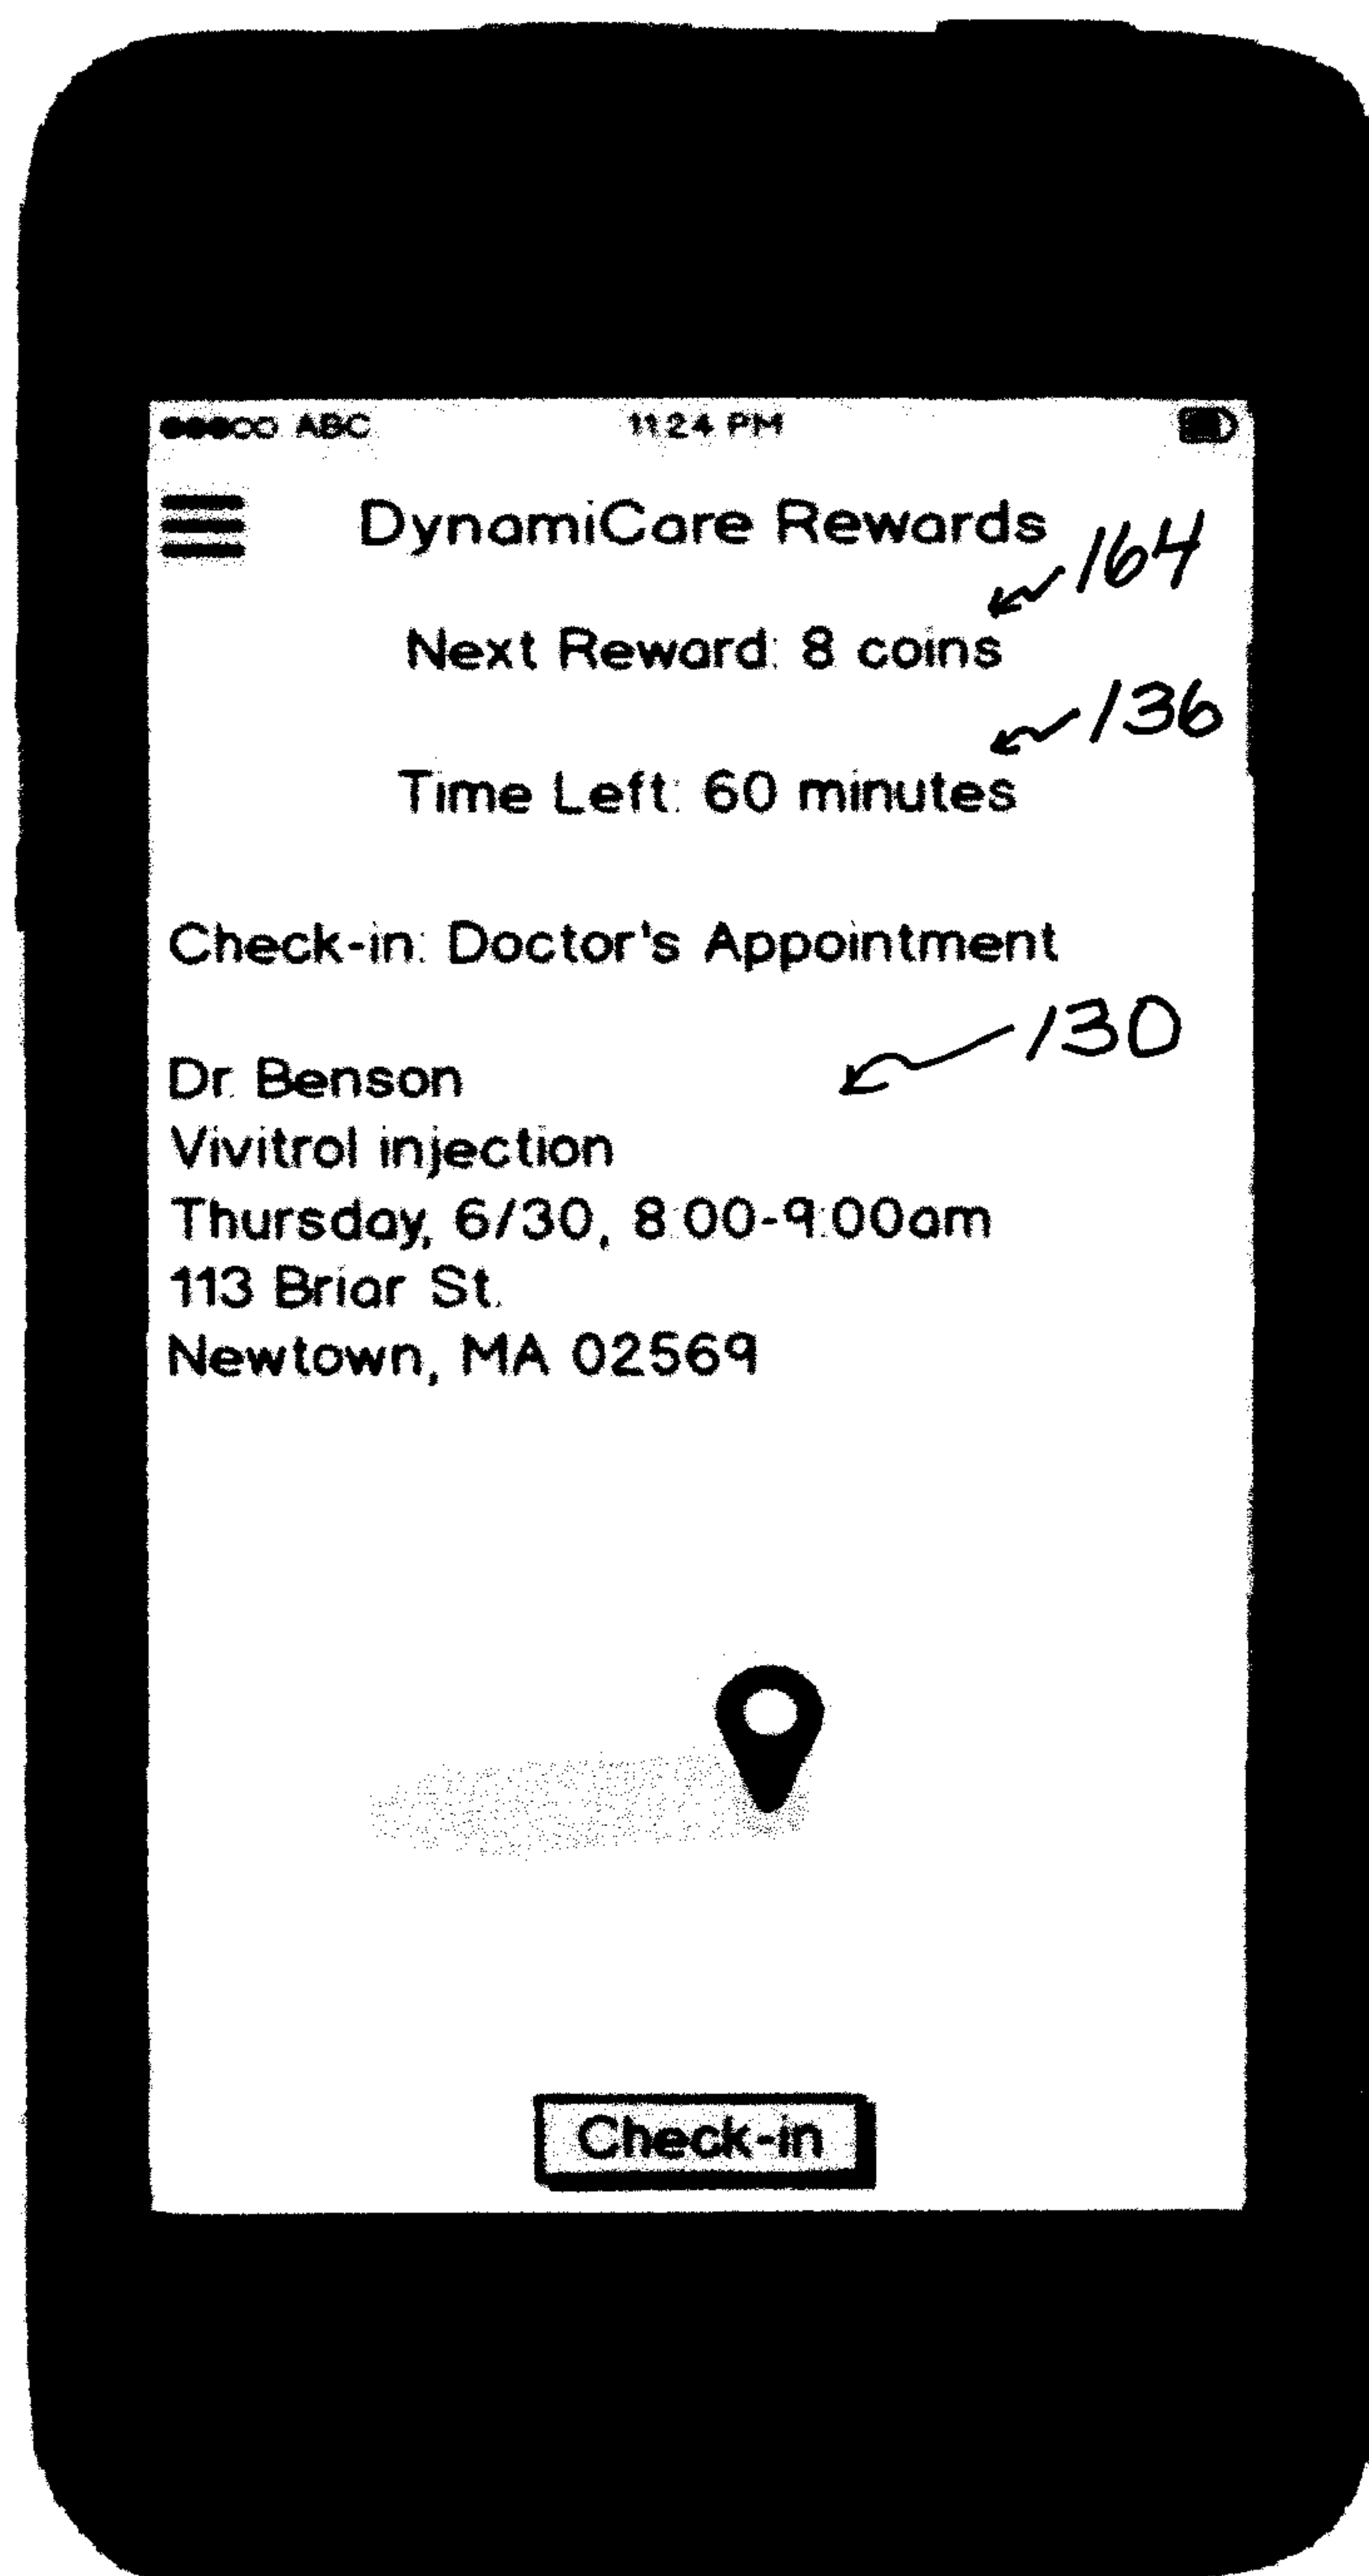 ABC 11:24 PM
DynamiCare Rewards
164
Next Reward: 8 coins
136
Time Left: 60 minutes
Check-in: Doctor's Appointment
130
Dr. Benson
Vivitrol injection
Thursday, 6/30, 8:00-9:00am
113 Briar St.
Newtown, MA 02569
Check-in